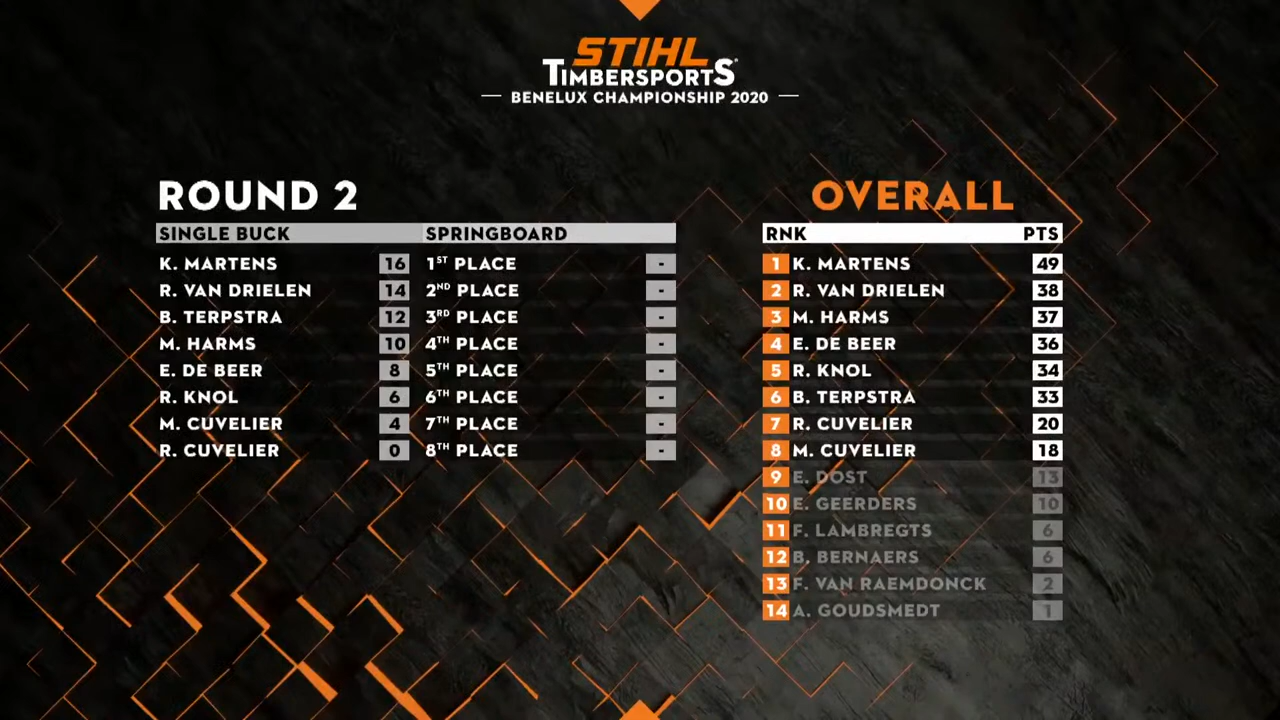 STIHL
TIMBERSPORTS®
BENELUX CHAMPIONSHIP 2020
ROUND 2
SINGLE BUCK SPRINGBOARD
K. MARTENS 16 1ST PLACE -
R. VAN DRIELEN 14 2ND PLACE -
B. TERPSTRA 12 3RD PLACE -
M. HARMS 10 4TH PLACE -
E. DE BEER 8 5TH PLACE -
R. KNOL 6 6TH PLACE -
M. CUVELIER 4 7TH PLACE -
R. CUVELIER 0 8TH PLACE -
OVERALL
RNK PTS
1 K. MARTENS 49
2 R. VAN DRIELEN 38
3 M. HARMS 37
4 E. DE BEER 36
5 R. KNOL 34
6 B. TERPSTRA 33
7 R. CUVELIER 20
8 M. CUVELIER 18
9 E. DOST 13
10 E. GEERDERS 10
11 F. LAMBREGTS 6
12 B. BERNAERS 6
13 F. VAN RAEMDONCK 2
14 A. GOUDSMEDT 1